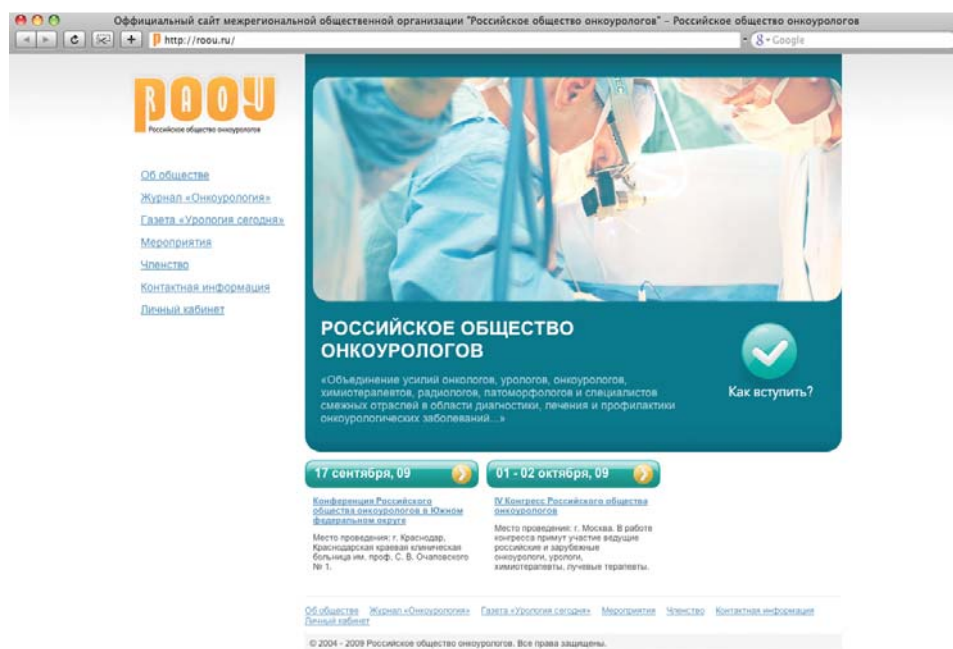 Оффициальный сайт межрегиональной общественной организации "Российское общество онкоурологов" – Российское общество онкоурологов
http://roou.ru/
Google
РООУ
Российское общество онкоурологов
Об обществе
Журнал «Онкоурология»
Газета «Урология сегодня»
Мероприятия
Членство
Контактная информация
Личный кабинет
РОССИЙСКОЕ ОБЩЕСТВО
ОНКОУРОЛОГОВ
«Объединение усилий онкологов, урологов, онкоурологов,
химиотерапевтов, радиологов, патоморфологов и специалистов
смежных отраслей в области диагностики, лечения и профилактики
онкоурологических заболеваний...»
Как вступить?
17 сентября, 09
Конференция Российского
общества онкоурологов в Южном
федеральном округе
Место проведения: г. Краснодар,
Краснодарская краевая клиническая
больница им. проф. С. В. Очаповского
№ 1.
01 - 02 октября, 09
IV Конгресс Российского общества
онкоурологов
Место проведения: г. Москва. В работе
конгресса примут участие ведущие
российские и зарубежные
онкоурологи, урологи,
химиотерапевты, лучевые терапевты.
Об обществе Журнал «Онкоурология» Газета «Урология сегодня» Мероприятия Членство Контактная информация
Личный кабинет
© 2004 - 2009 Российское общество онкоурологов. Все права защищены.